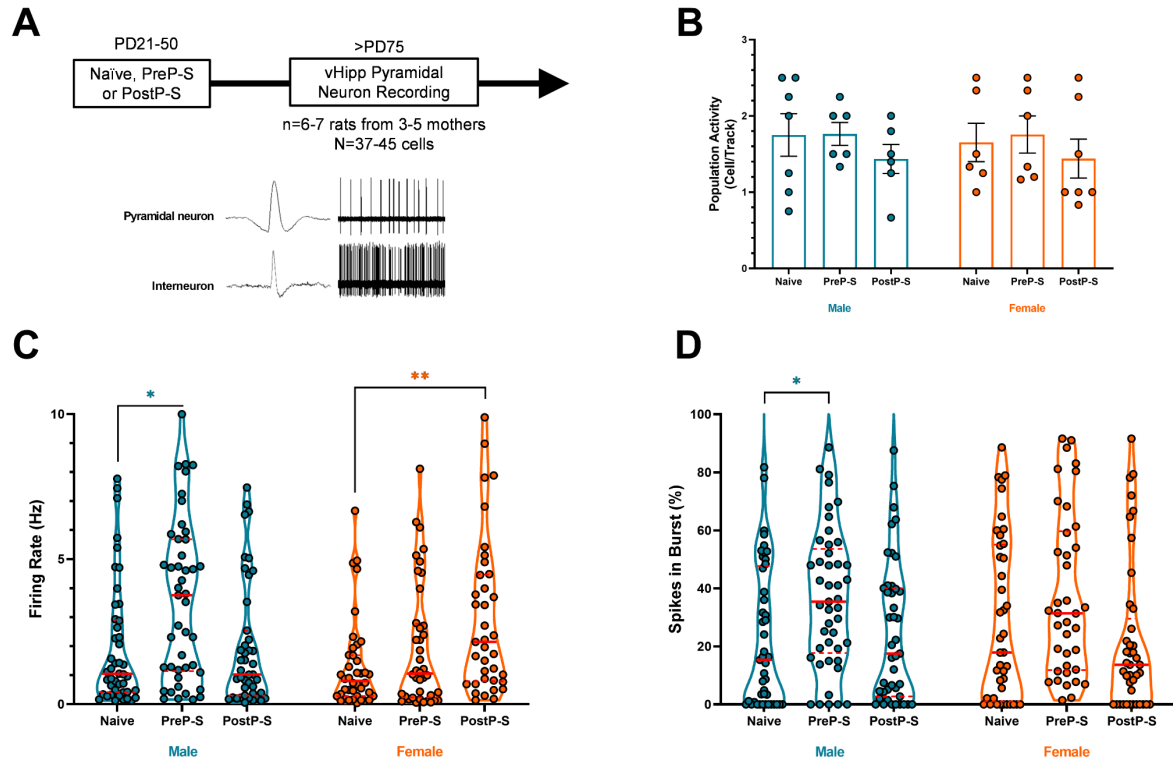 A
PD21-50
>PD75
Naïve, PreP-S
or PostP-S
vHipp Pyramidal
Neuron Recording
n=6-7 rats from 3-5 mothers
N=37-45 cells
Pyramidal neuron
Interneuron
B
Population Activity
(Cell/Track)
3
2
1
0
Naive PreP-S PostP-S Naive PreP-S PostP-S
Male Female
C
Firing Rate (Hz)
10
5
0
* **
Naive PreP-S PostP-S Naive PreP-S PostP-S
Male Female
D
Spikes in Burst (%)
100
80
60
40
20
0
*
Naive PreP-S PostP-S Naive PreP-S PostP-S
Male Female